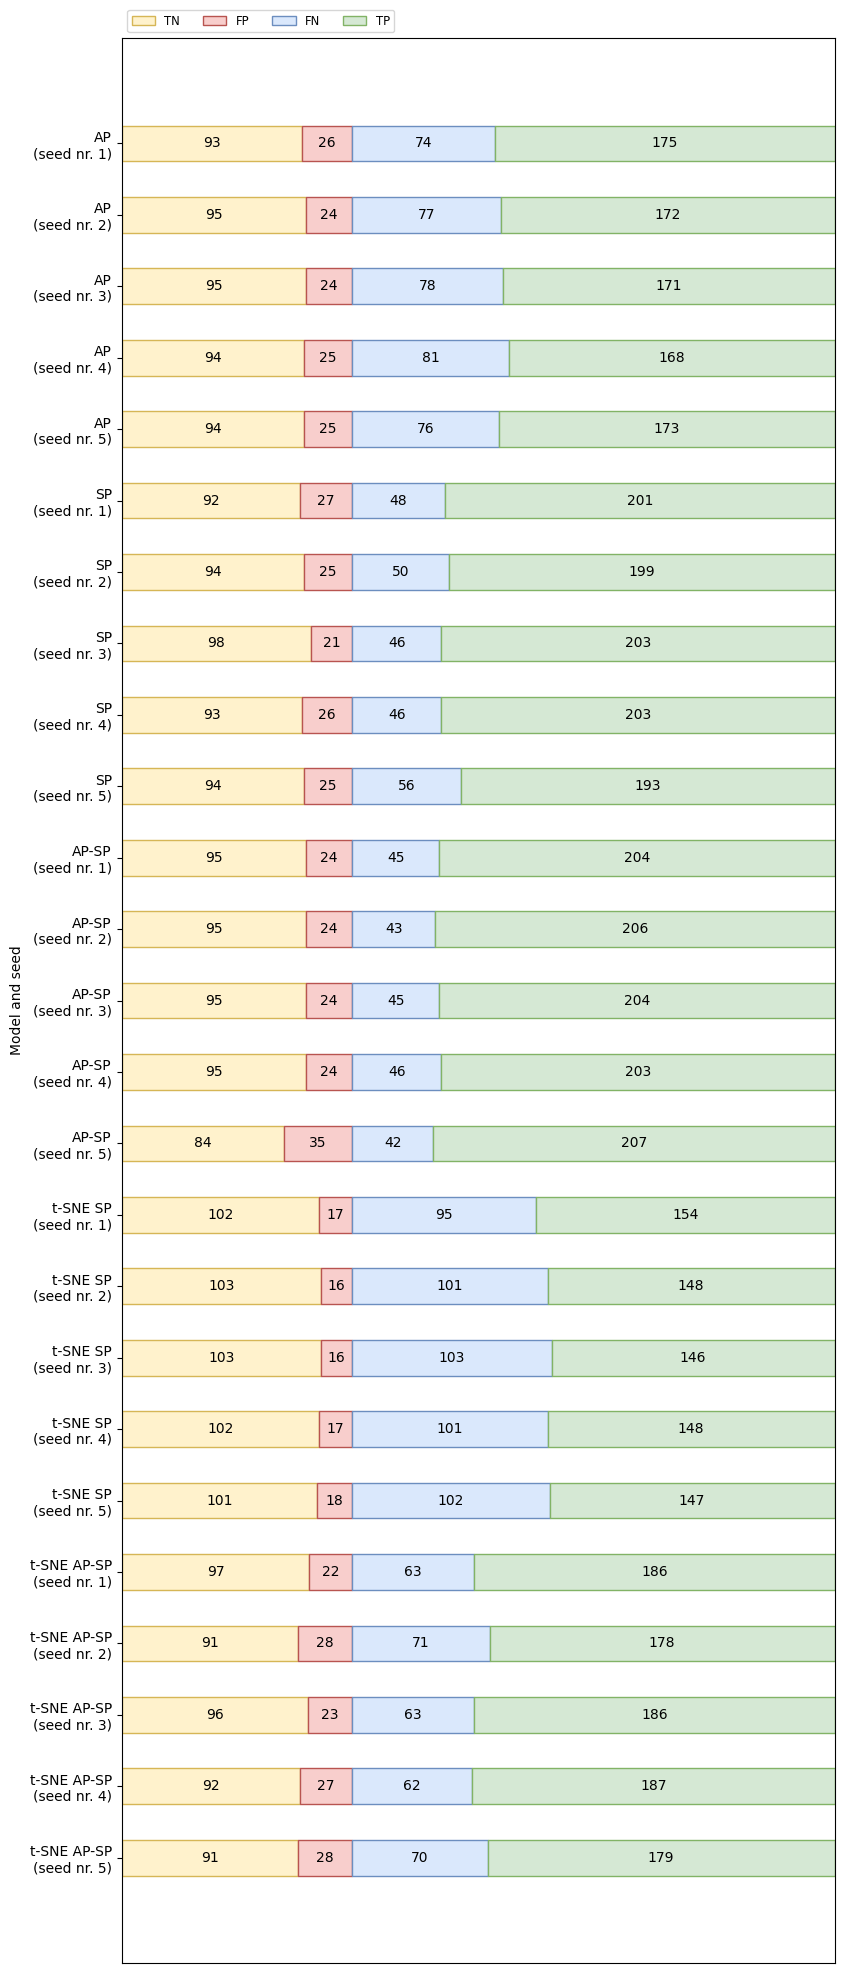 TN FP FN TP
AP
(seed nr. 1)
93 26 74 175
AP
(seed nr. 2)
95 24 77 172
AP
(seed nr. 3)
95 24 78 171
AP
(seed nr. 4)
94 25 81 168
AP
(seed nr. 5)
94 25 76 173
SP
(seed nr. 1)
92 27 48 201
SP
(seed nr. 2)
94 25 50 199
SP
(seed nr. 3)
98 21 46 203
SP
(seed nr. 4)
93 26 46 203
SP
(seed nr. 5)
94 25 56 193
AP-SP
(seed nr. 1)
95 24 45 204
AP-SP
(seed nr. 2)
95 24 43 206
AP-SP
(seed nr. 3)
95 24 45 204
AP-SP
(seed nr. 4)
95 24 46 203
AP-SP
(seed nr. 5)
84 35 42 207
t-SNE SP
(seed nr. 1)
102 17 95 154
t-SNE SP
(seed nr. 2)
103 16 101 148
t-SNE SP
(seed nr. 3)
103 16 103 146
t-SNE SP
(seed nr. 4)
102 17 101 148
t-SNE SP
(seed nr. 5)
101 18 102 147
t-SNE AP-SP
(seed nr. 1)
97 22 63 186
t-SNE AP-SP
(seed nr. 2)
91 28 71 178
t-SNE AP-SP
(seed nr. 3)
96 23 63 186
t-SNE AP-SP
(seed nr. 4)
92 27 62 187
t-SNE AP-SP
(seed nr. 5)
91 28 70 179
Model and seed